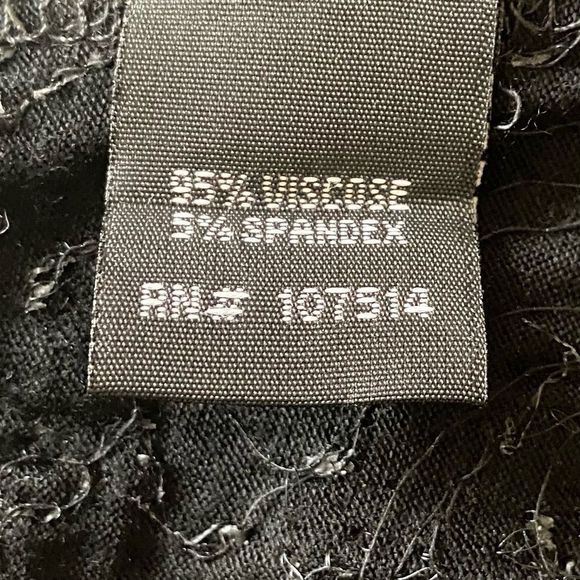 95% VISCOSE
5% SPANDEX
RN# 107514